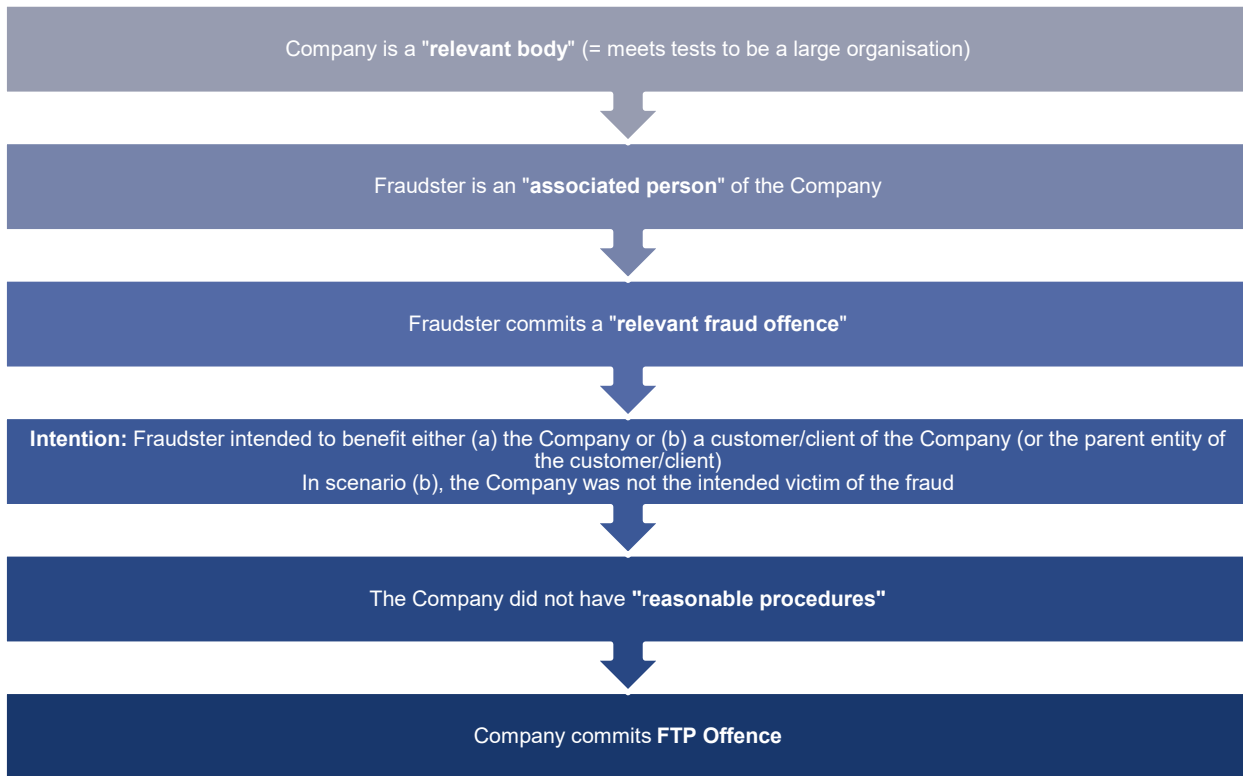 Company is a "relevant body" (= meets tests to be a large organisation)
Fraudster is an "associated person" of the Company
Fraudster commits a "relevant fraud offence"
Intention: Fraudster intended to benefit either (a) the Company or (b) a customer/client of the Company (or the parent entity of
the customer/client)
In scenario (b), the Company was not the intended victim of the fraud
The Company did not have "reasonable procedures"
Company commits FTP Offence